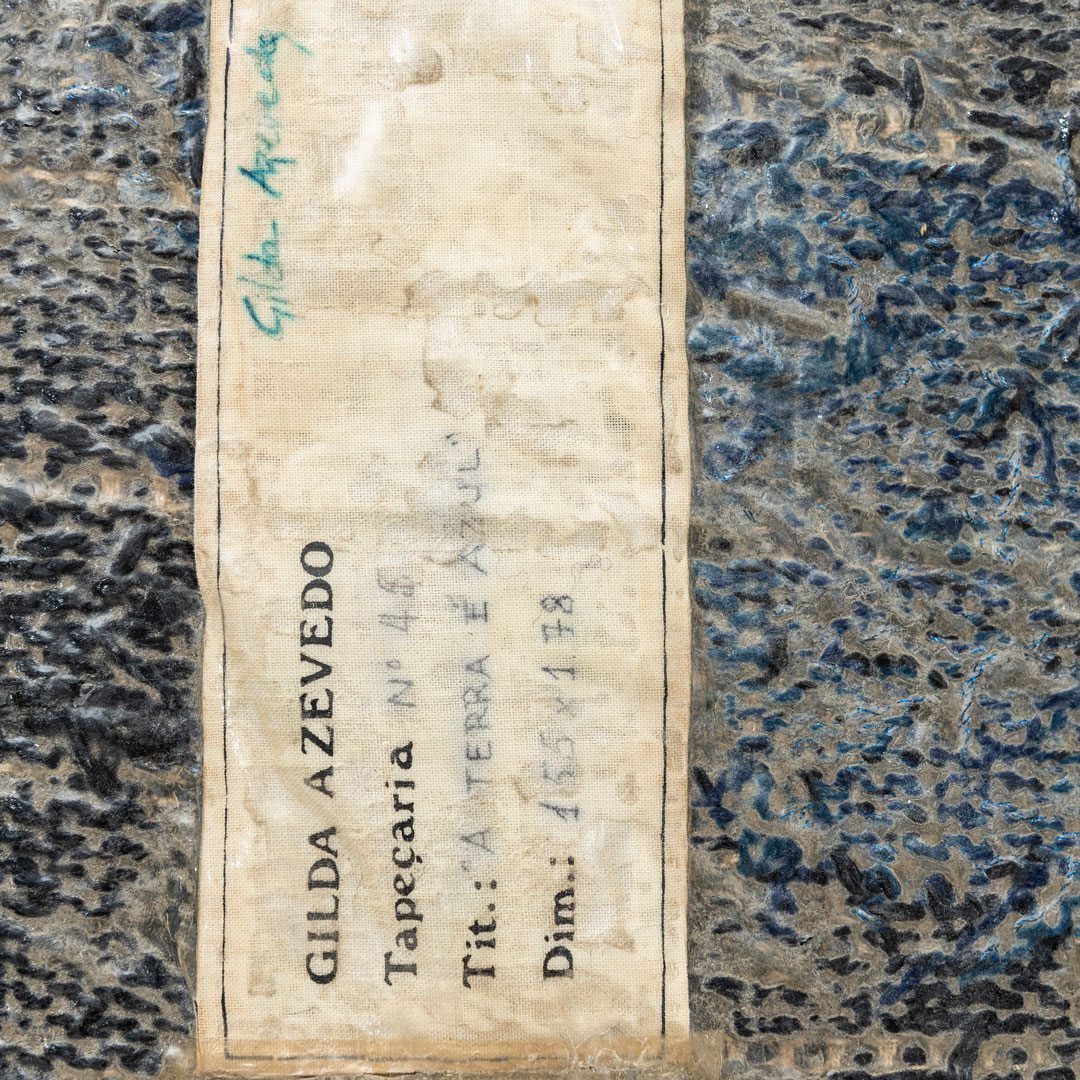 GILDA AZEVEDO
Tapeçaria Nº
Tit.: "A TERRA É AZUL"
Dim.: 155 x 178
Gilda Azevedo